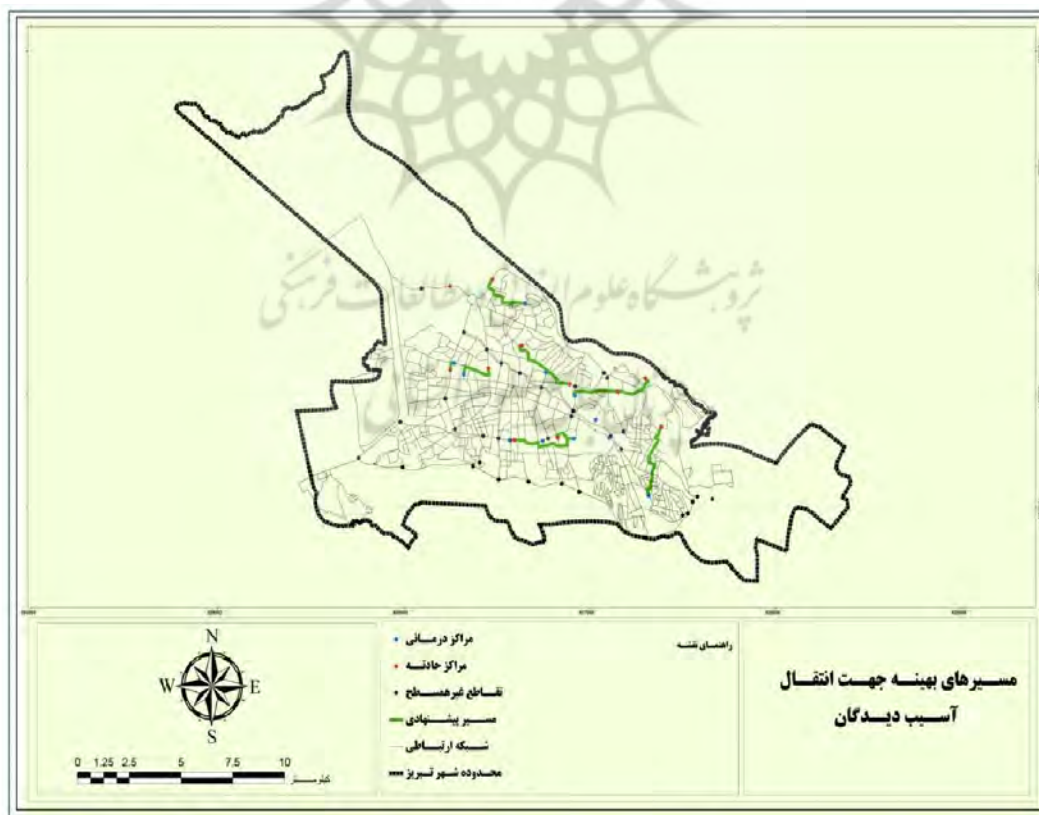 پژوهشگاه علوم انسانی و مطالعات فرهنگی
N
W
E
S
0 1.25 2.5 5 7.5 10
کیلومتر
راهنمای نقشه
مراکز درمانی
مراکز حادثه
تقاطع غیرهمسطح
مسیر پیشنهادی
شبکه ارتباطی
محدوده شهر تبریز
مسیرهای بهینه جهت انتقال
آسیب دیدگان